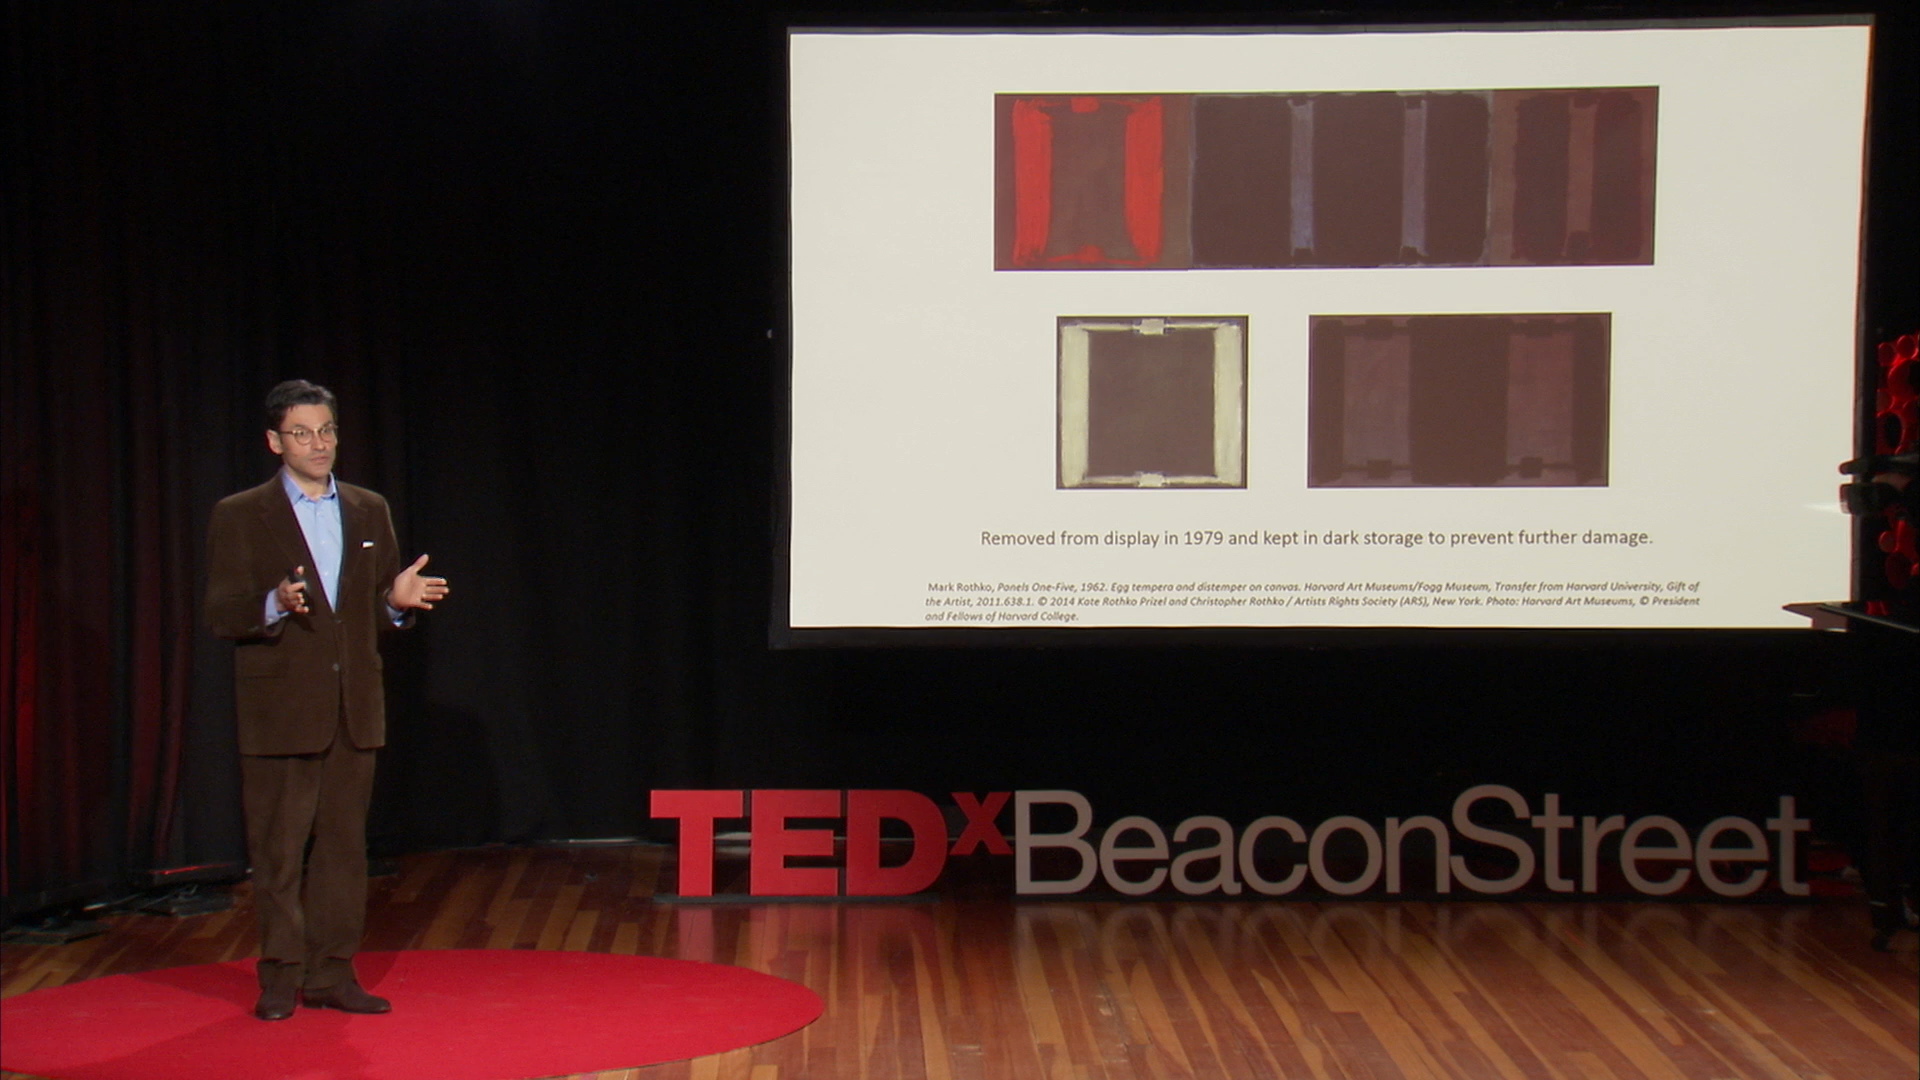 Removed from display in 1979 and kept in dark storage to prevent further damage.
Mark Rothko, Panels One-Five, 1962. Egg tempera and distemper on canvas. Harvard Art Museums/Fogg Museum, Transfer from Harvard University, Gift of
the Artist, 2011.638.1. © 2014 Kate Rothko Prizel and Christopher Rothko / Artists Rights Society (ARS), New York. Photo: Harvard Art Museums, © President
and Fellows of Harvard College.
TEDxBeaconStreet